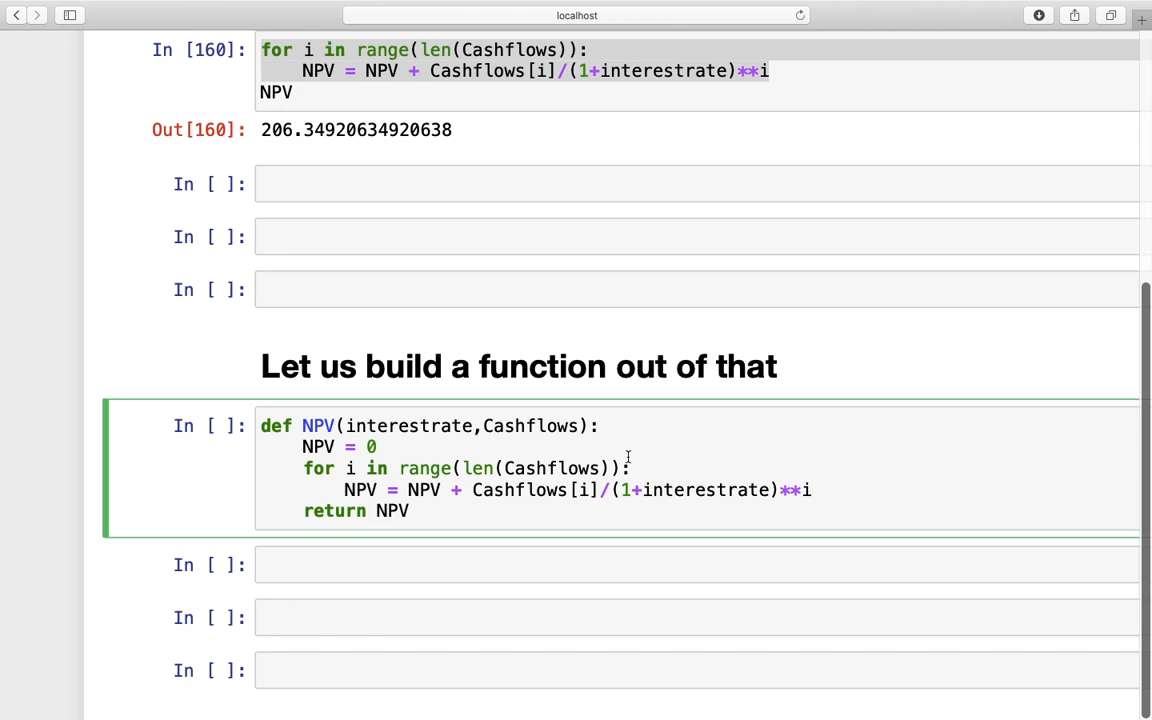 localhost
In [160]: for i in range(len(Cashflows)):
    NPV = NPV + Cashflows[i]/(1+interestrate)**i
NPV
Out[160]: 206.34920634920638
In [ ]:
In [ ]:
In [ ]:
Let us build a function out of that
In [ ]: def NPV(interestrate,Cashflows):
    NPV = 0
    for i in range(len(Cashflows)):
        NPV = NPV + Cashflows[i]/(1+interestrate)**i
    return NPV
In [ ]:
In [ ]:
In [ ]: